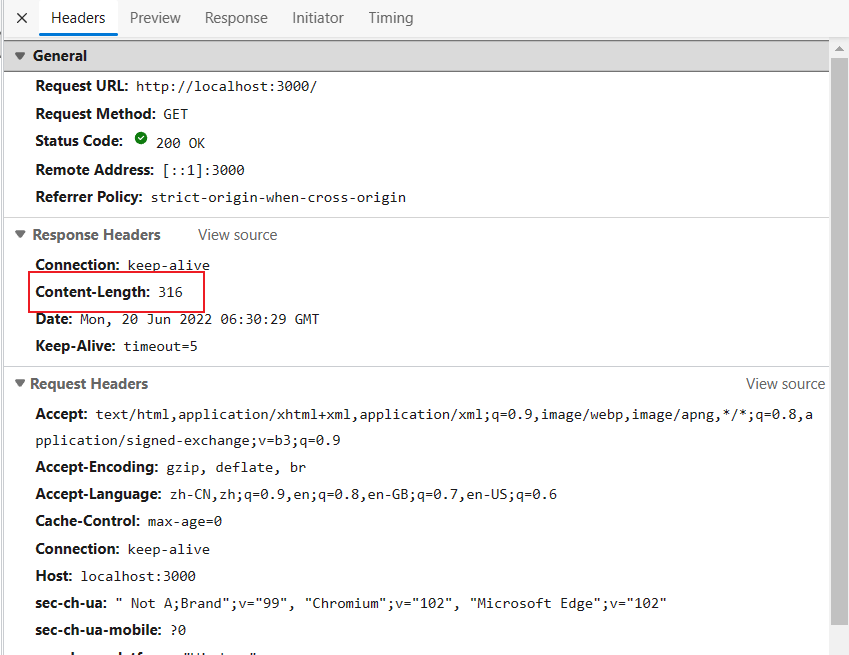 Headers Preview Response Initiator Timing
General
Request URL: http://localhost:3000/
Request Method: GET
Status Code: 200 OK
Remote Address: [::1]:3000
Referrer Policy: strict-origin-when-cross-origin
Response Headers View source
Connection: keep-alive
Content-Length: 316
Date: Mon, 20 Jun 2022 06:30:29 GMT
Keep-Alive: timeout=5
Request Headers View source
Accept: text/html,application/xhtml+xml,application/xml;q=0.9,image/webp,image/apng,*/*;q=0.8,a
pplication/signed-exchange;v=b3;q=0.9
Accept-Encoding: gzip, deflate, br
Accept-Language: zh-CN,zh;q=0.9,en;q=0.8,en-GB;q=0.7,en-US;q=0.6
Cache-Control: max-age=0
Connection: keep-alive
Host: localhost:3000
sec-ch-ua: " Not A;Brand";v="99", "Chromium";v="102", "Microsoft Edge";v="102"
sec-ch-ua-mobile: ?0